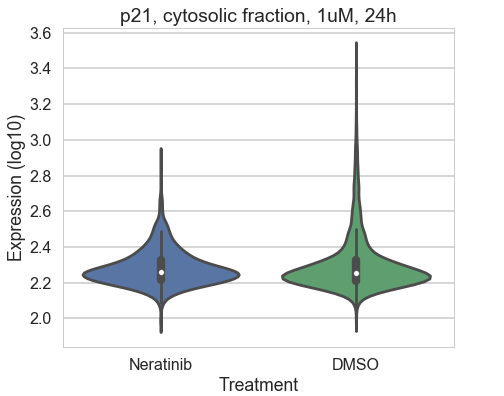 p21, cytosolic fraction, 1uM, 24h
3.6
3.4
3.2
3.0
2.8
2.6
2.4
2.2
2.0
Expression (log10)
Neratinib DMSO
Treatment